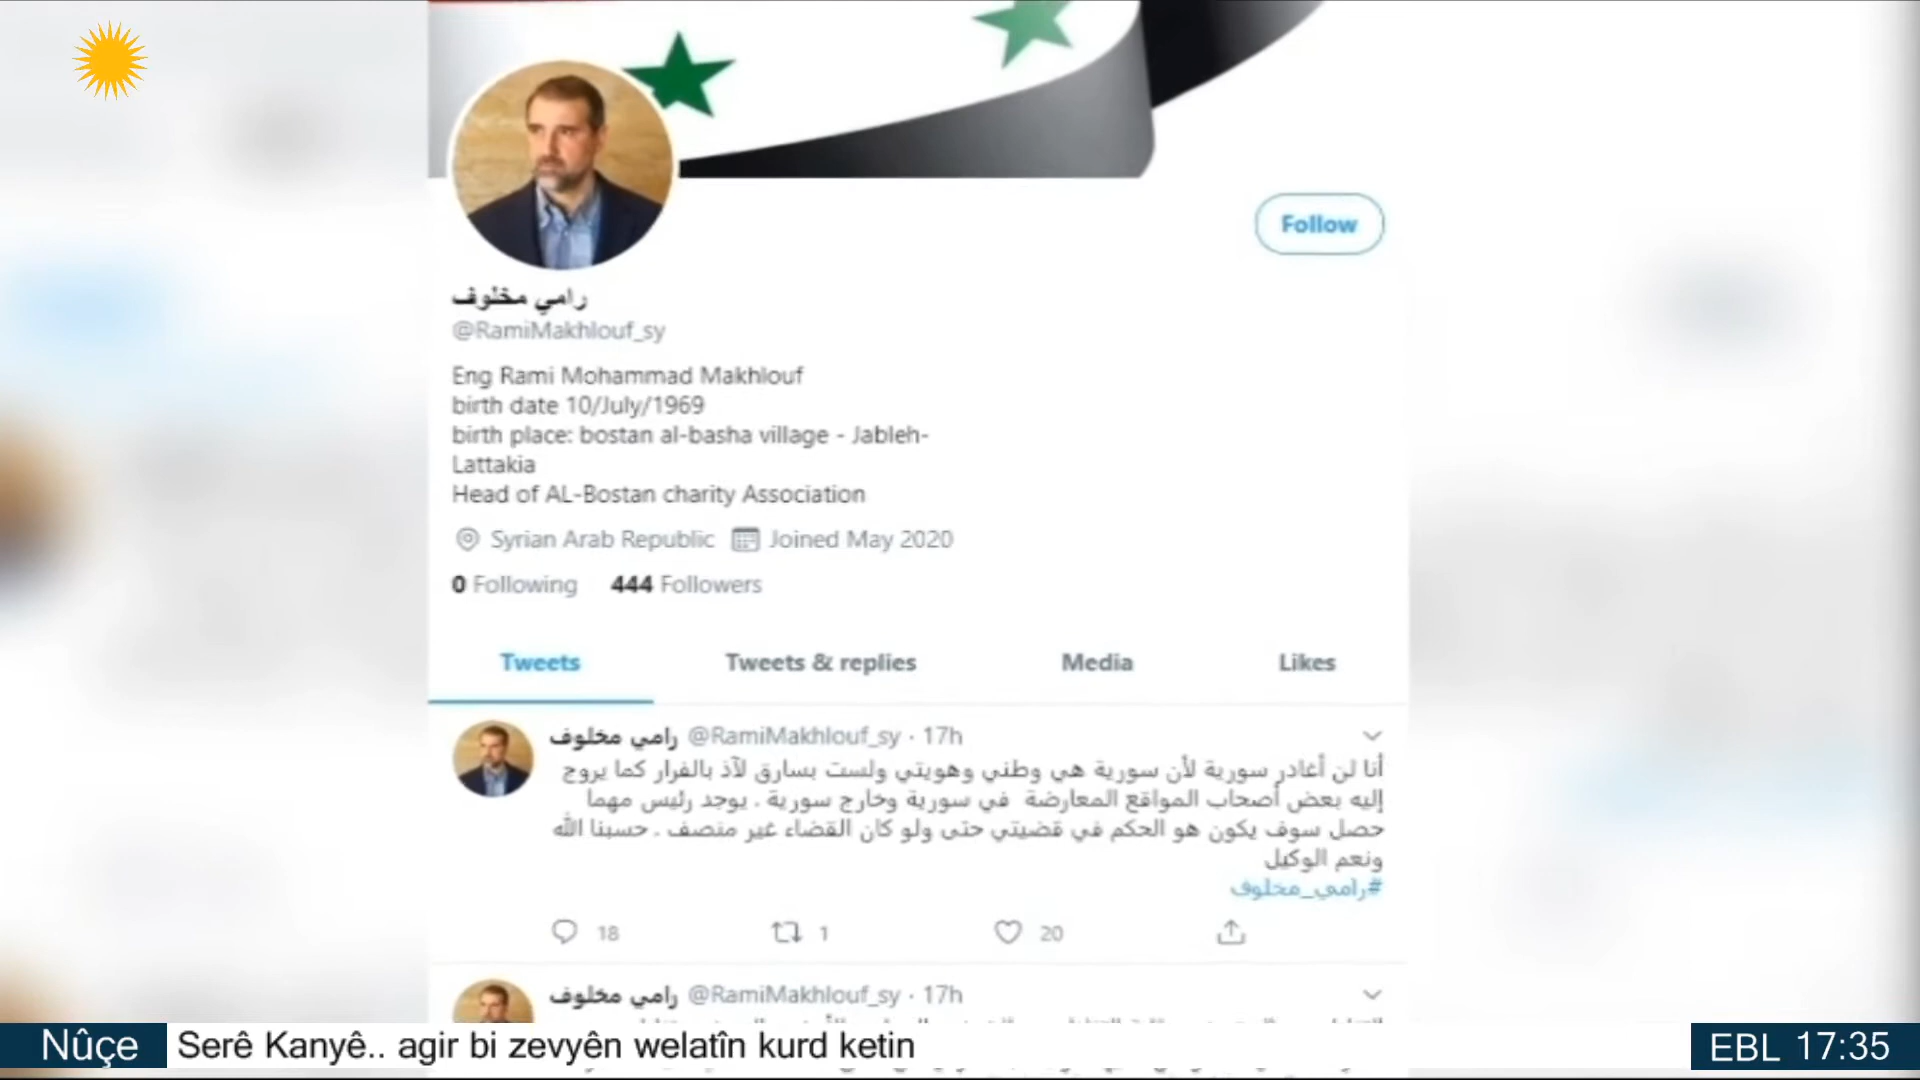 Follow
رامي مخلوف
@RamiMakhlouf_sy
Eng Rami Mohammad Makhlouf
birth date 10/July/1969
birth place: bostan al-basha village - Jableh-
Lattakia
Head of AL-Bostan charity Association
Syrian Arab Republic Joined May 2020
0 Following 444 Followers
Tweets Tweets & replies Media Likes
رامي مخلوف @RamiMakhlouf_sy · 17h
أنا لن أغادر سورية لأن سورية هي وطني وهويتي ولست بسارق لآذ بالفرار كما يروج
إليه بعض أصحاب المواقع المعارضة في سورية وخارج سورية . يوجد رئيس مهما
حصل سوف يكون هو الحكم في قضيتي حتى ولو كان القضاء غير منصف . حسبنا الله
ونعم الوكيل
#رامي_مخلوف
18 1 20
رامي مخلوف @RamiMakhlouf_sy · 17h
Nûçe Serê Kanyê.. agir bi zevyên welatîn kurd ketin EBL 17:35